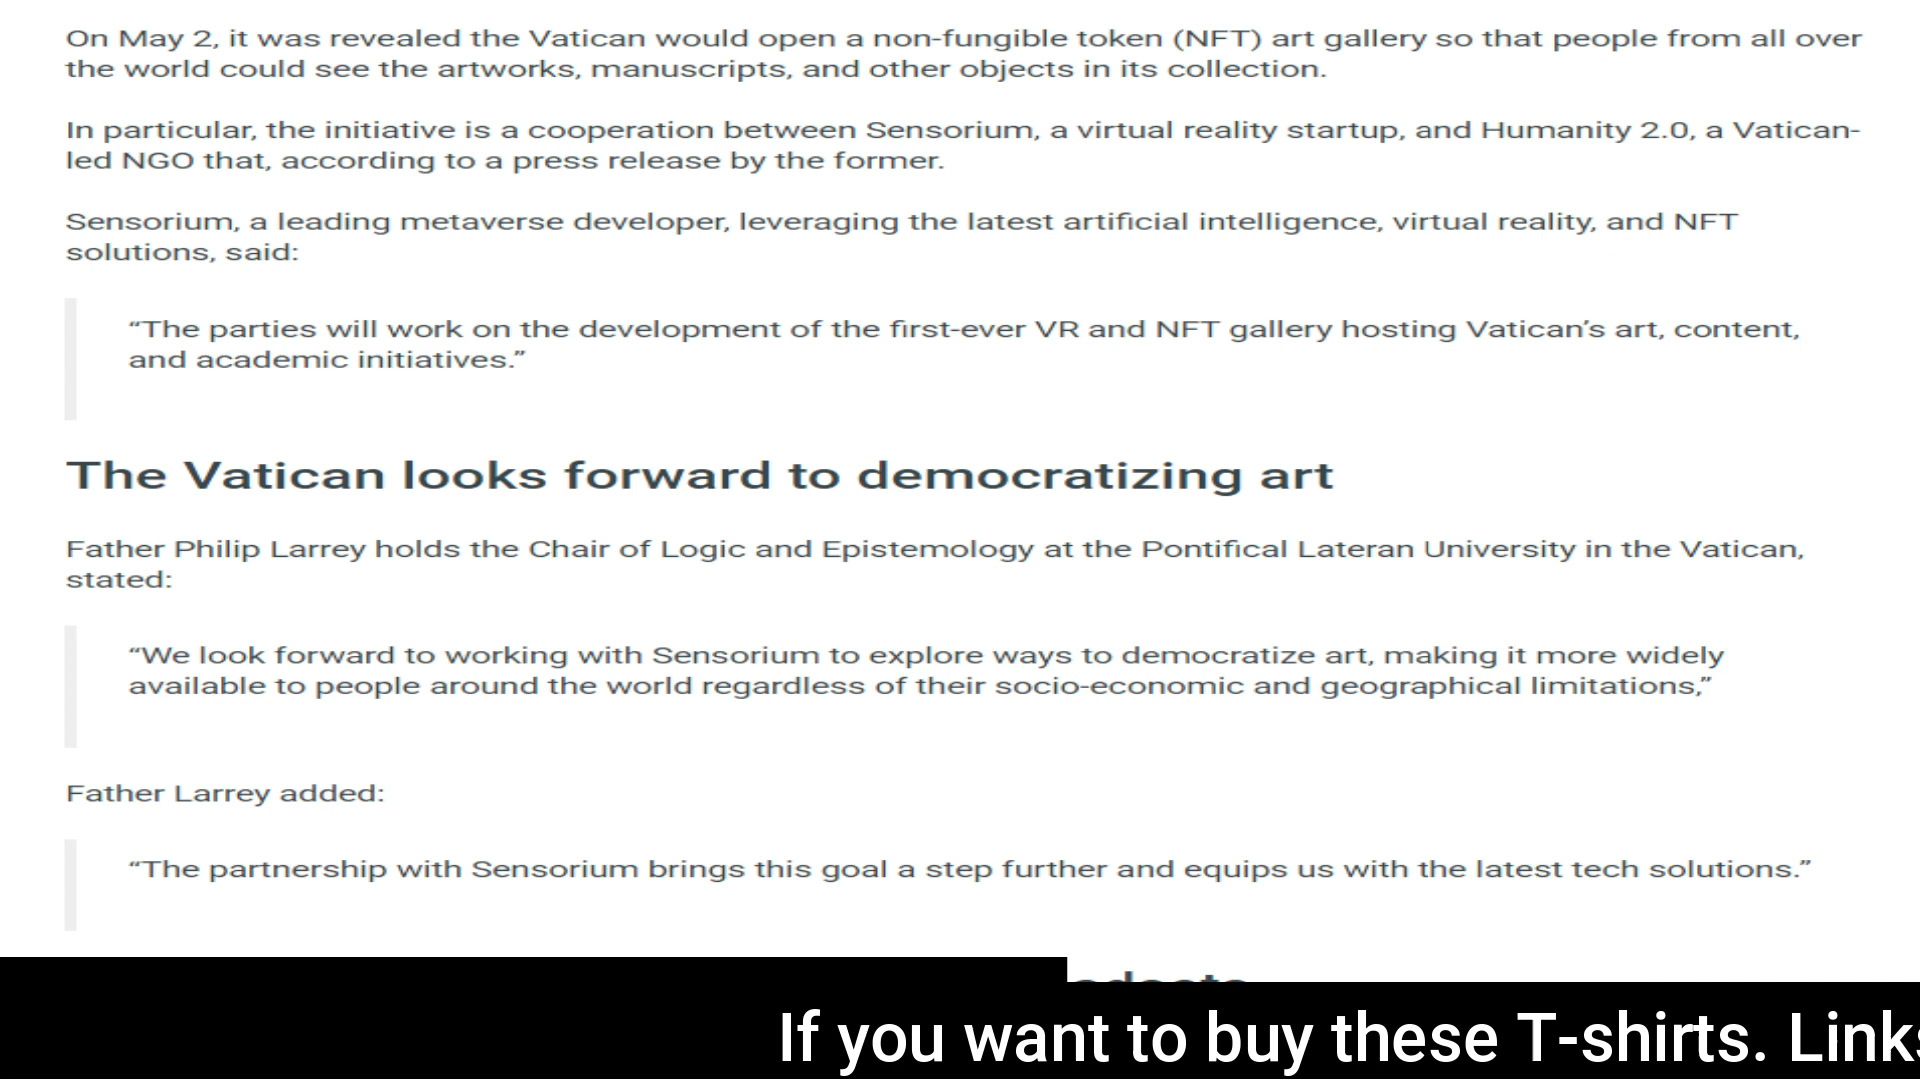 On May 2, it was revealed the Vatican would open a non-fungible token (NFT) art gallery so that people from all over
the world could see the artworks, manuscripts, and other objects in its collection.
In particular, the initiative is a cooperation between Sensorium, a virtual reality startup, and Humanity 2.0, a Vatican-
led NGO that, according to a press release by the former.
Sensorium, a leading metaverse developer, leveraging the latest artificial intelligence, virtual reality, and NFT
solutions, said:
“The parties will work on the development of the first-ever VR and NFT gallery hosting Vatican’s art, content,
and academic initiatives.”
The Vatican looks forward to democratizing art
Father Philip Larrey holds the Chair of Logic and Epistemology at the Pontifical Lateran University in the Vatican,
stated:
“We look forward to working with Sensorium to explore ways to democratize art, making it more widely
available to people around the world regardless of their socio-economic and geographical limitations,”
Father Larrey added:
“The partnership with Sensorium brings this goal a step further and equips us with the latest tech solutions.”
If you want to buy these T-shirts. Links